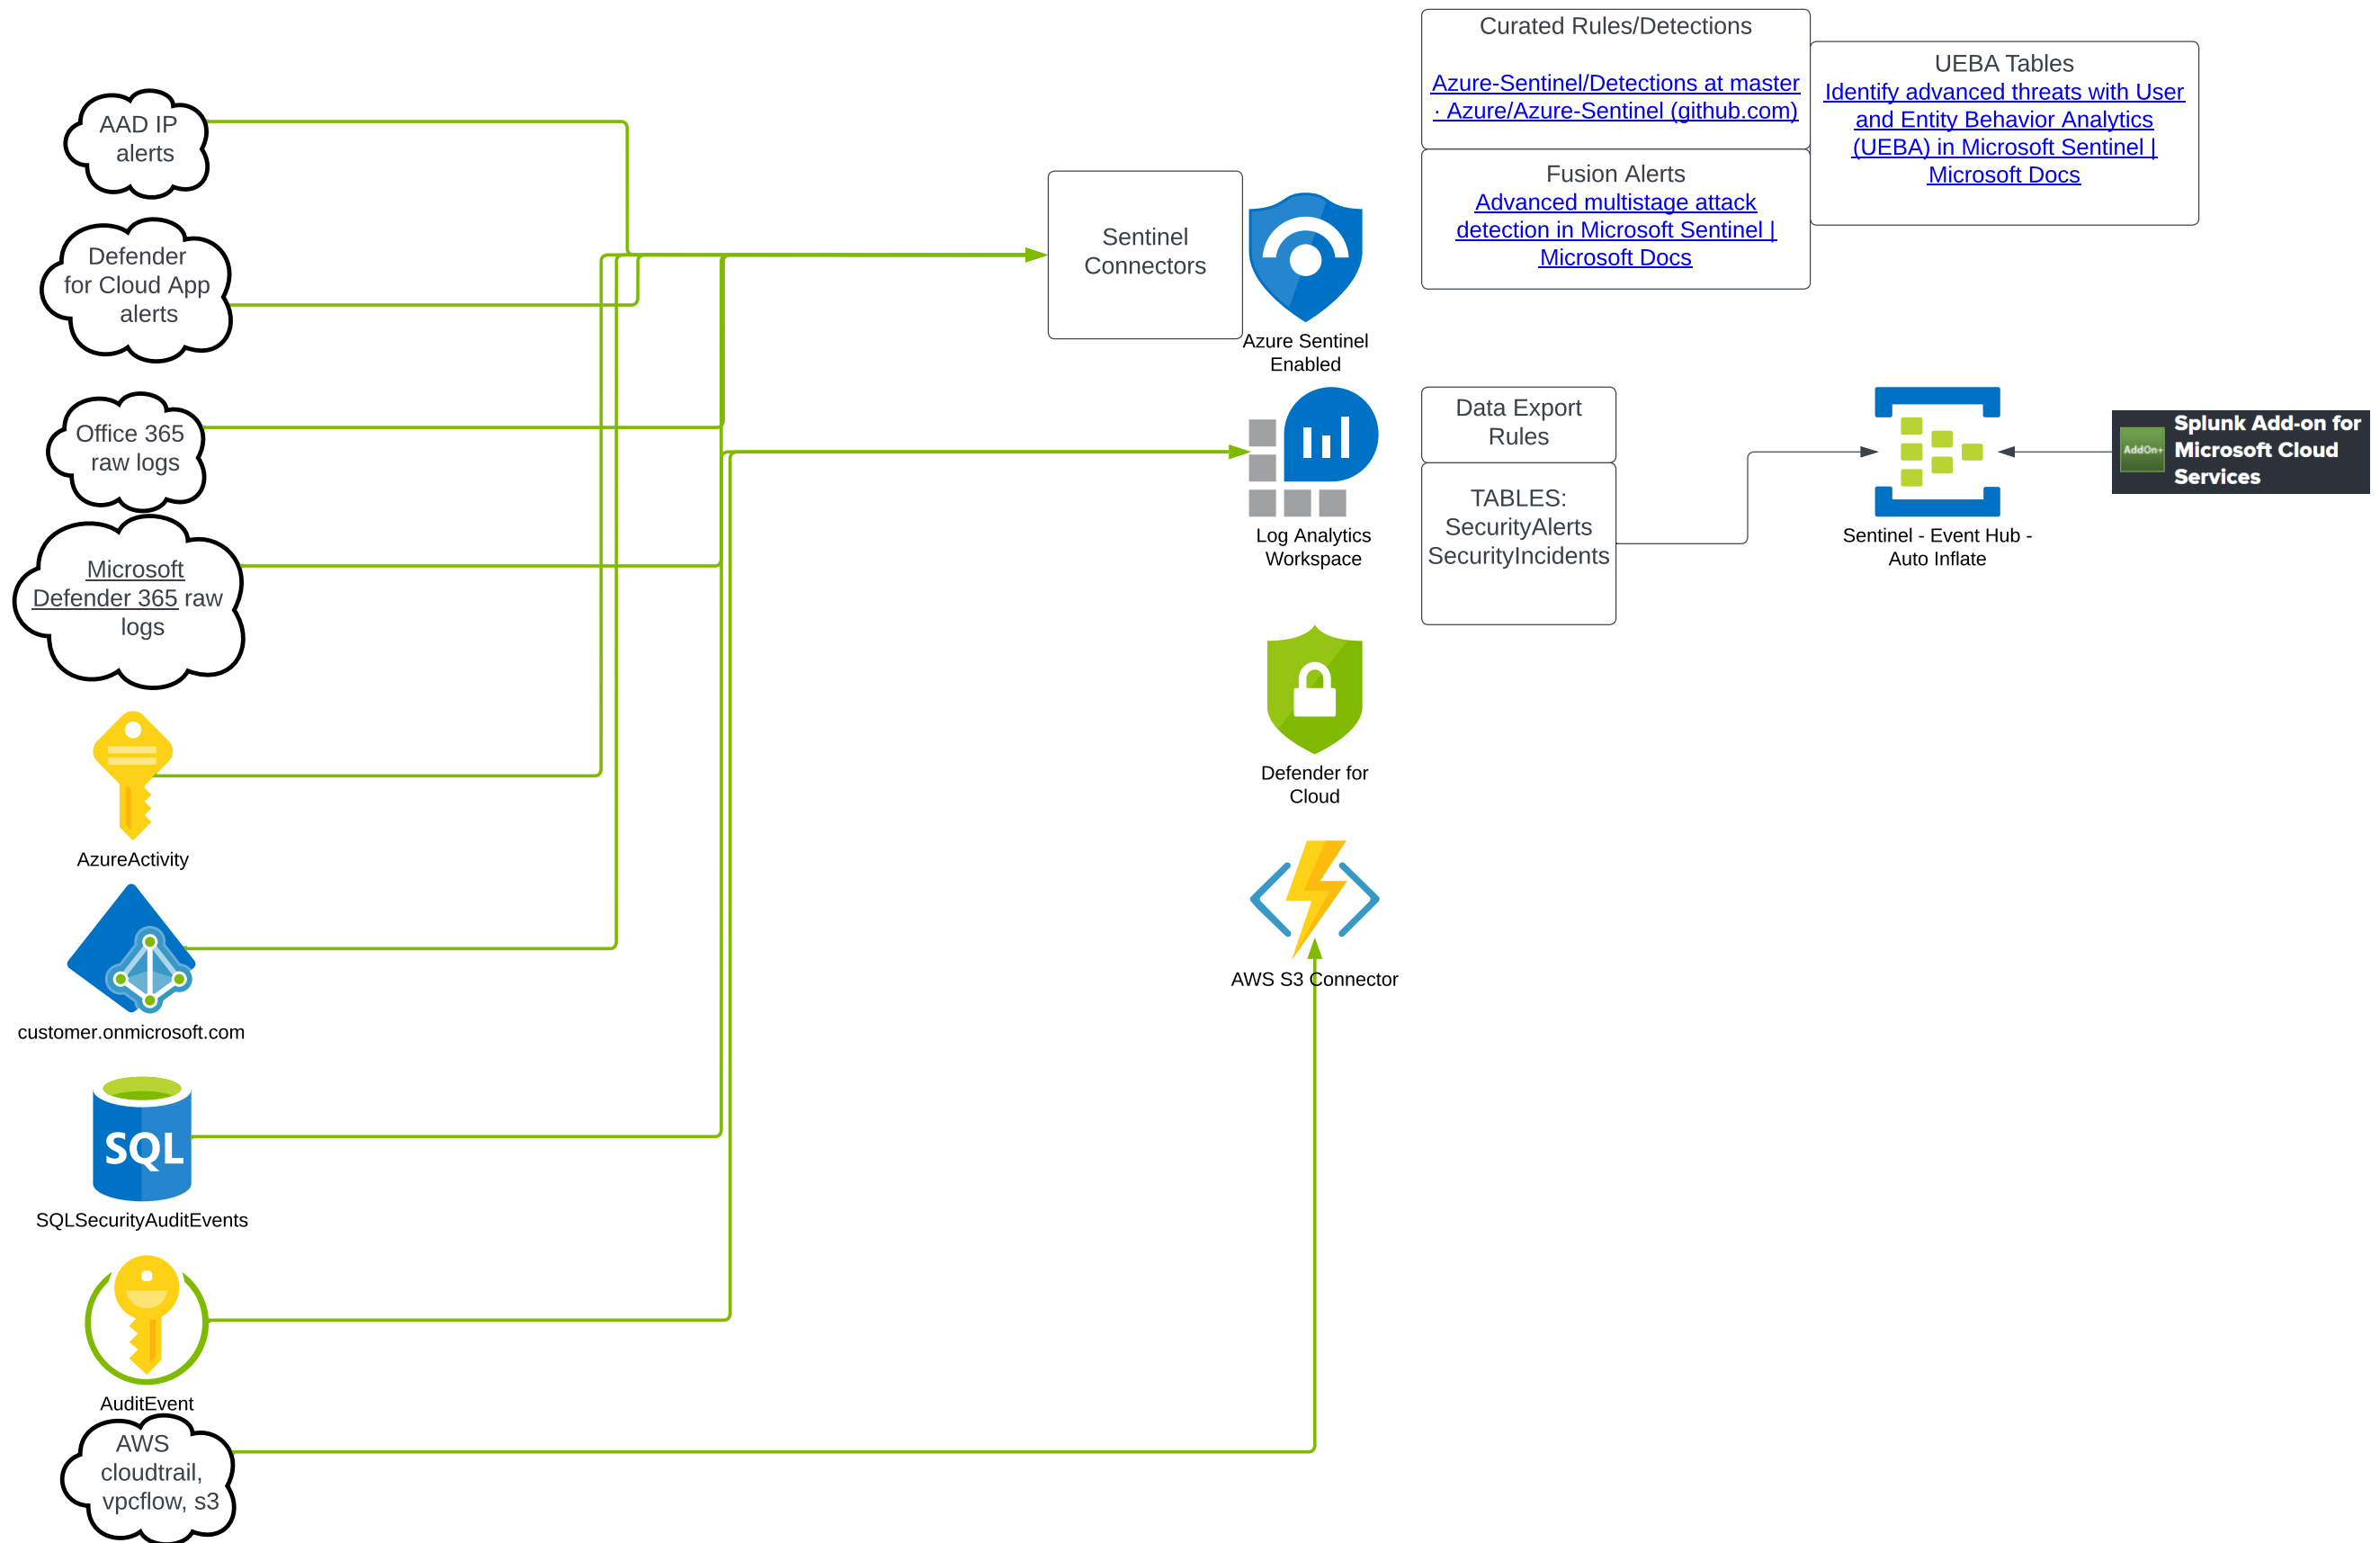 AAD IP
alerts
Defender
for Cloud App
alerts
Office 365
raw logs
Microsoft
Defender 365 raw
logs
AzureActivity
customer.onmicrosoft.com
SQL
SQLSecurityAuditEvents
AuditEvent
AWS
cloudtrail,
vpcflow, s3
Sentinel
Connectors
Azure Sentinel
Enabled
Log Analytics
Workspace
Defender for
Cloud
AWS S3 Connector
Curated Rules/Detections
Azure-Sentinel/Detections at master
· Azure/Azure-Sentinel (github.com)
Fusion Alerts
Advanced multistage attack
detection in Microsoft Sentinel |
Microsoft Docs
UEBA Tables
Identify advanced threats with User
and Entity Behavior Analytics
(UEBA) in Microsoft Sentinel |
Microsoft Docs
Data Export
Rules
TABLES:
SecurityAlerts
SecurityIncidents
Sentinel - Event Hub -
Auto Inflate
AddOn+
Splunk Add-on for
Microsoft Cloud
Services